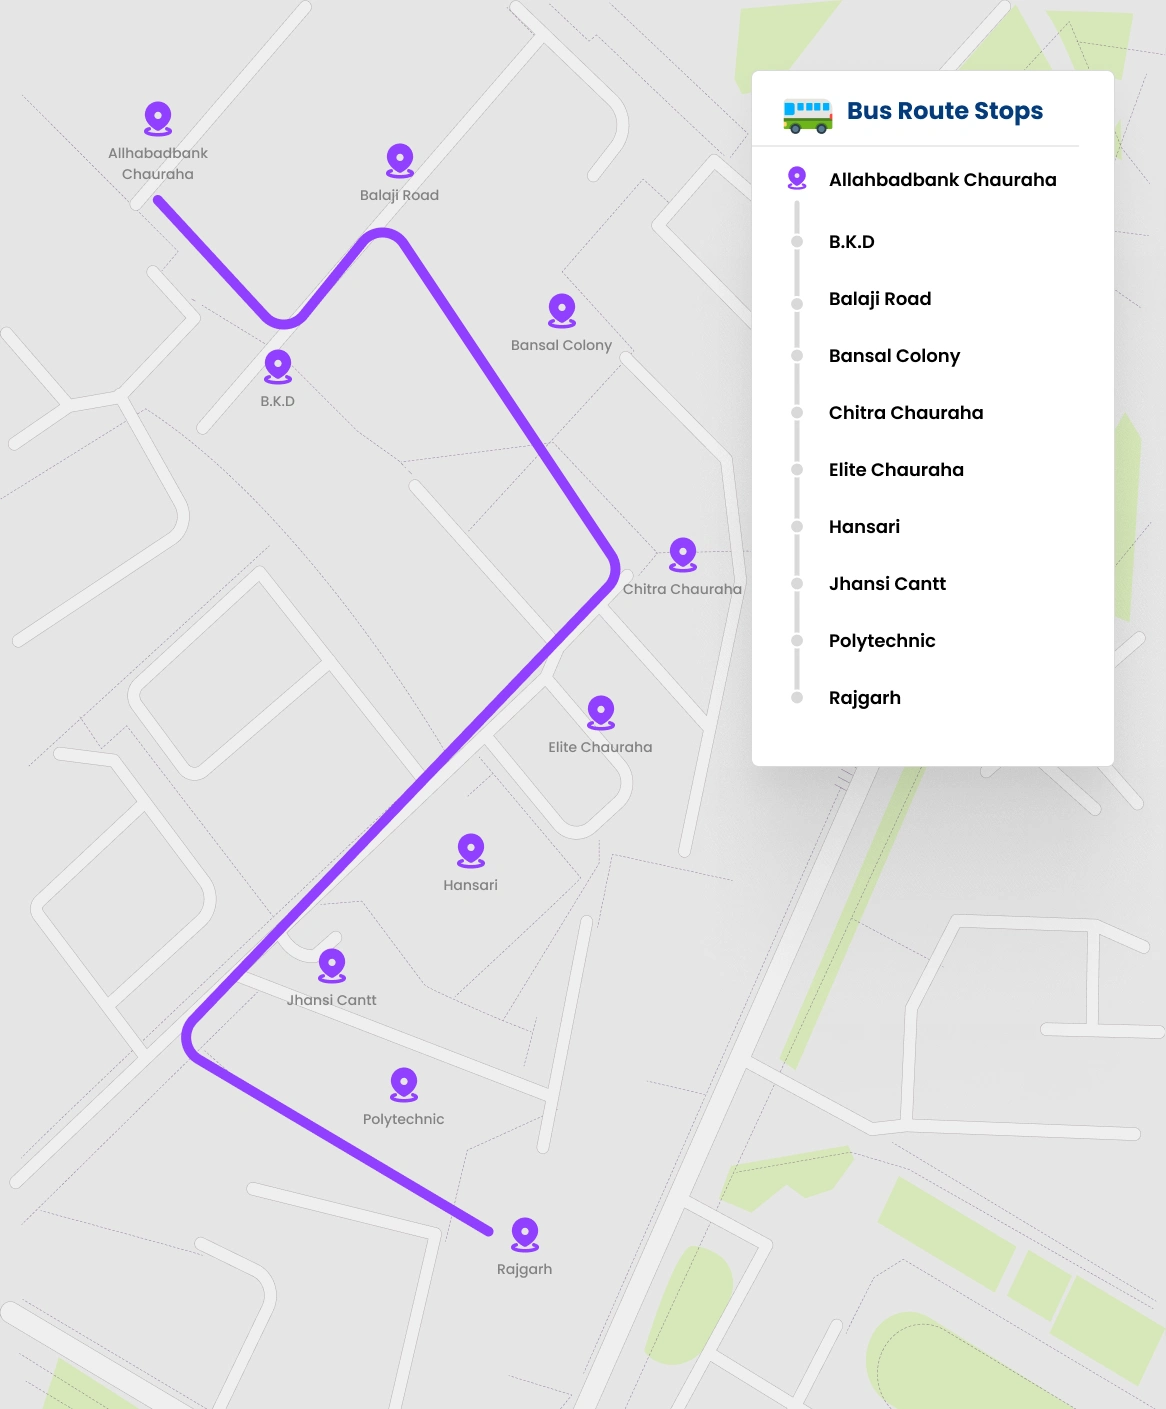 Allhabadbank
Chauraha
Balaji Road
B.K.D
Bansal Colony
Chitra Chauraha
Elite Chauraha
Hansari
Jhansi Cantt
Polytechnic
Rajgarh
Bus Route Stops
Allahbadbank Chauraha
B.K.D
Balaji Road
Bansal Colony
Chitra Chauraha
Elite Chauraha
Hansari
Jhansi Cantt
Polytechnic
Rajgarh